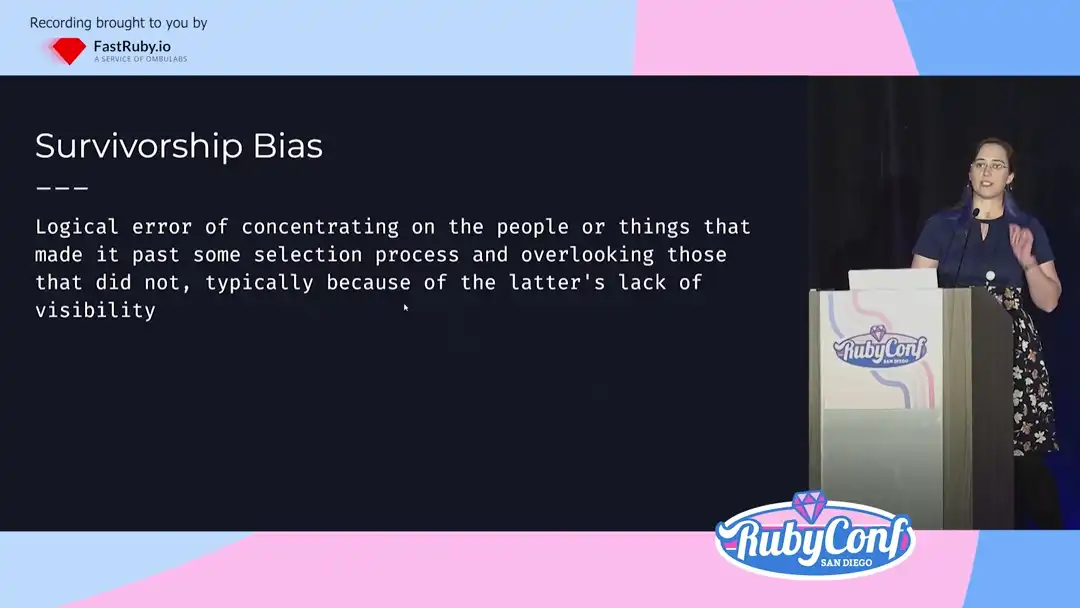 Recording brought to you by
FastRuby.io
A SERVICE OF OMBULABS
Survivorship Bias
---
Logical error of concentrating on the people or things that
made it past some selection process and overlooking those
that did not, typically because of the latter's lack of
visibility
RubyConf
SAN DIEGO
RubyConf
SAN DIEGO